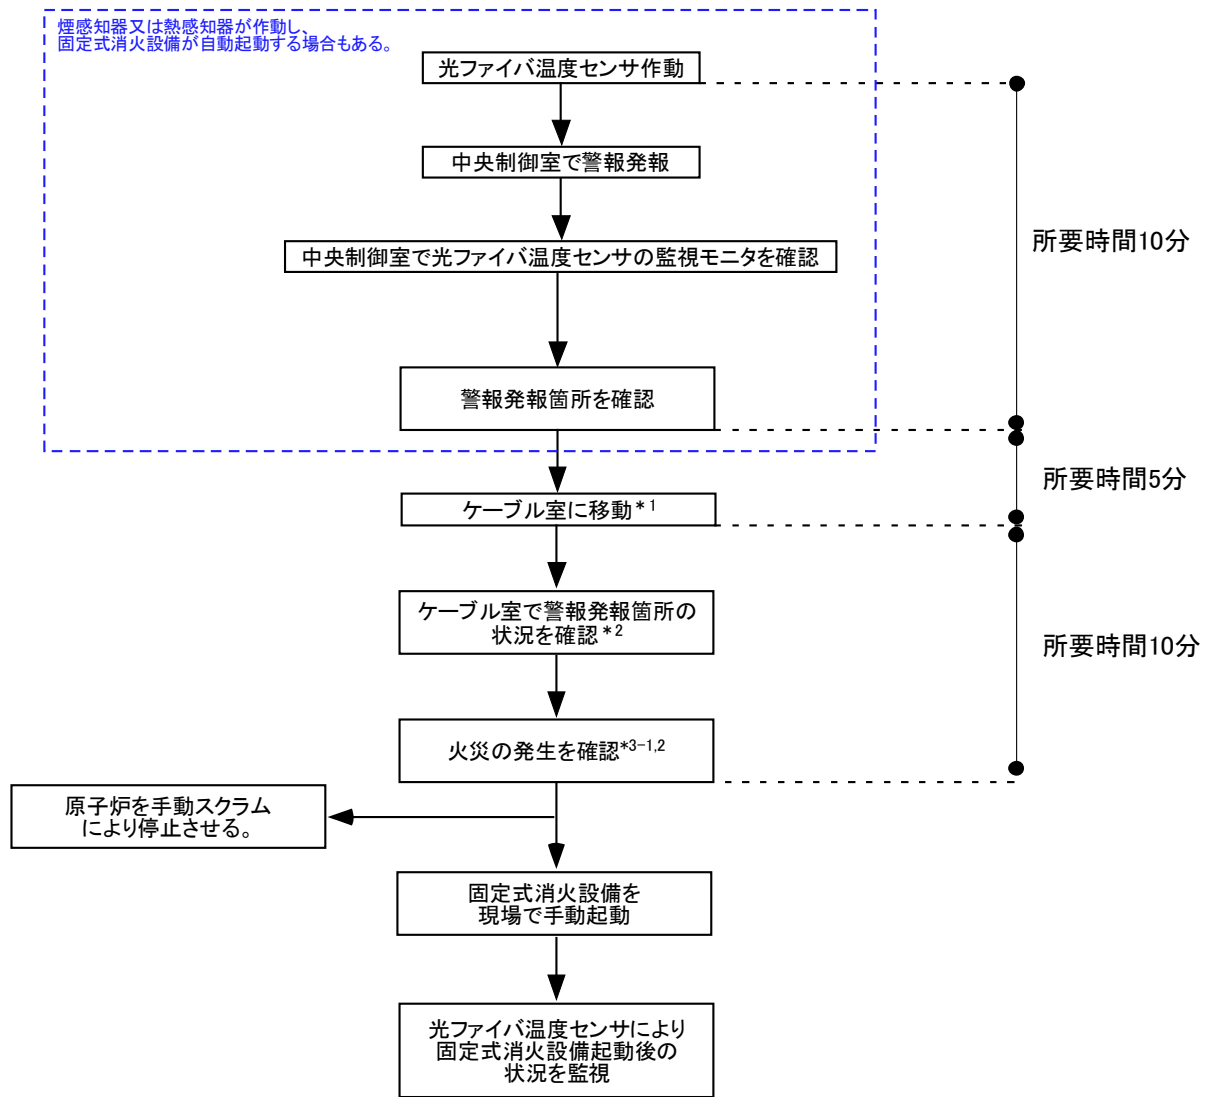 煙感知器又は熱感知器が作動し、
固定式消火設備が自動起動する場合もある。
光ファイバ温度センサ作動
中央制御室で警報発報
中央制御室で光ファイバ温度センサの監視モニタを確認
所要時間10分
警報発報箇所を確認
所要時間5分
ケーブル室に移動*1
ケーブル室で警報発報箇所の
状況を確認*2
所要時間10分
火災の発生を確認*3-1,2
原子炉を手動スクラム
により停止させる。
固定式消火設備を
現場で手動起動
光ファイバ温度センサにより
固定式消火設備起動後の
状況を監視